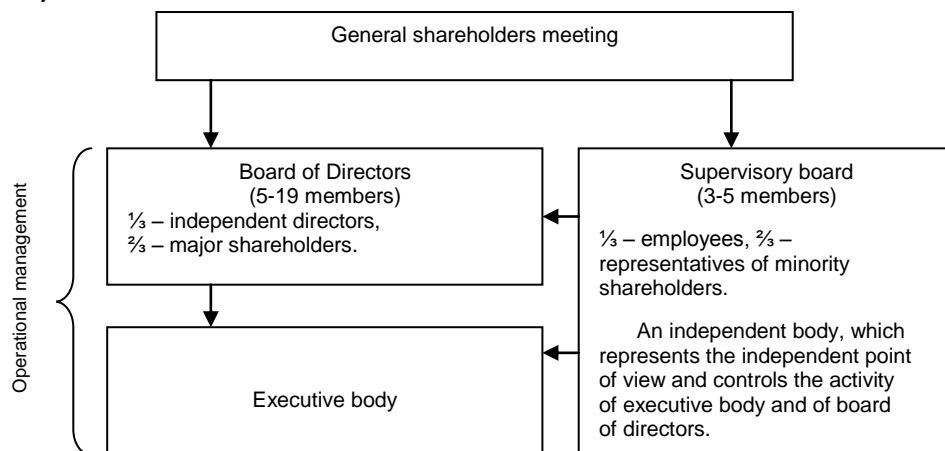 General shareholders meeting
Operational management
Board of Directors
(5-19 members)
⅓ – independent directors,
⅔ – major shareholders.
Executive body
Supervisory board
(3-5 members)
⅓ – employees, ⅔ –
representatives of minority
shareholders.
An independent body, which
represents the independent point
of view and controls the activity
of executive body and of board
of directors.